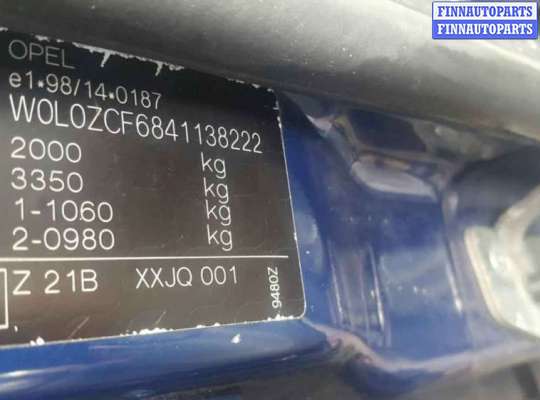 FINNAUTOPARTS
FINNAUTOPARTS
OPEL
e1*98/14*0187
W0L0ZCF6841138222
2000 kg
3350 kg
1-1060 kg
2-0980 kg
Z 21B XXJQ 001
9480Z